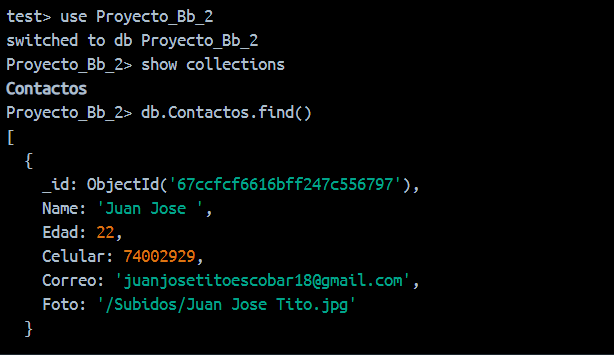 test> use Proyecto_Bb_2
switched to db Proyecto_Bb_2
Proyecto_Bb_2> show collections
Contactos
Proyecto_Bb_2> db.Contactos.find()
[
  {
    _id: ObjectId('67ccfcf6616bff247c556797'),
    Name: 'Juan Jose ',
    Edad: 22,
    Celular: 74002929,
    Correo: 'juanjosetitoescobar18@gmail.com',
    Foto: '/Subidos/Juan Jose Tito.jpg'
  }